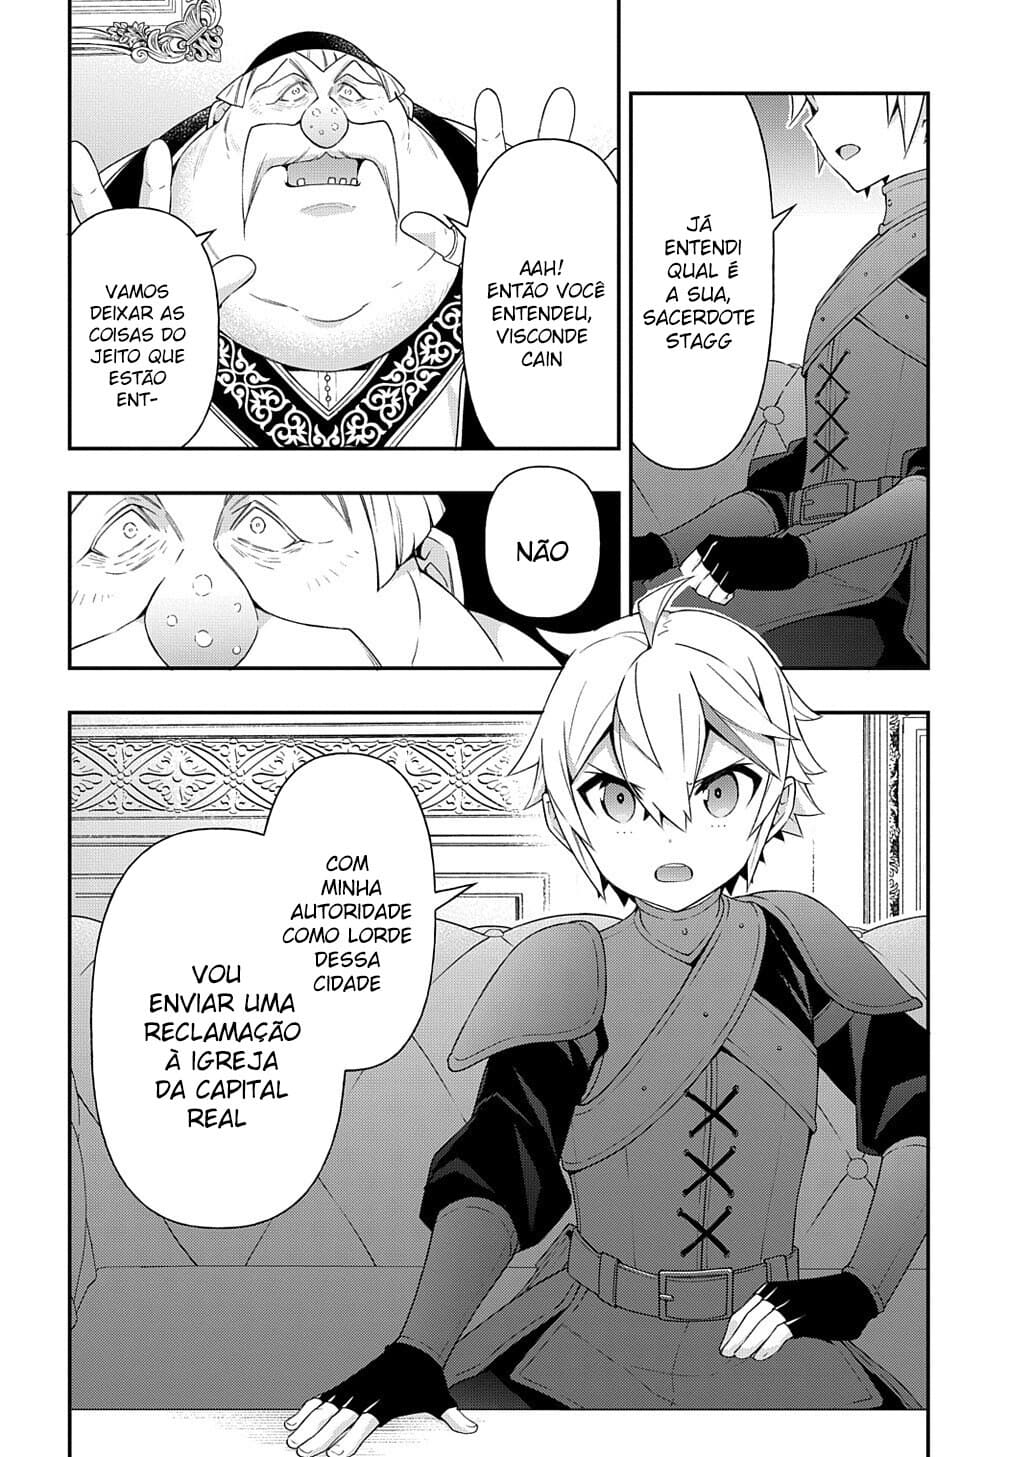 JÁ
ENTENDI
QUAL É
A SUA,
SACERDOTE
STAGG
AAH!
ENTÃO VOCÊ
ENTENDEU,
VISCONDE
CAIN
VAMOS
DEIXAR AS
COISAS DO
JEITO QUE
ESTÃO
ENT-
NÃO
COM
MINHA
AUTORIDADE
COMO LORDE
DESSA
CIDADE
VOU
ENVIAR UMA
RECLAMAÇÃO
À IGREJA
DA CAPITAL
REAL